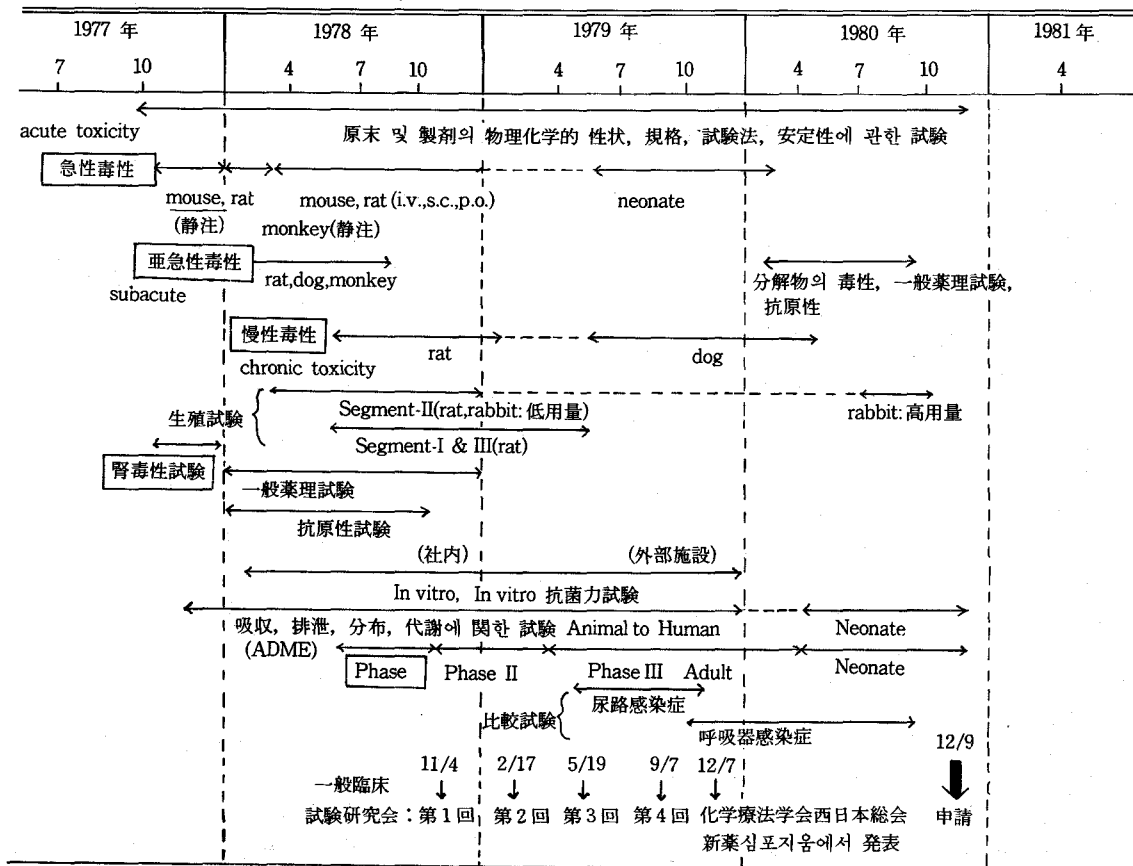 1977 年 1978 年 1979 年 1980 年 1981 年
7 10 4 7 10 4 7 10 4 7 10 4
acute toxicity 原末 및 製剤의 物理化学的 性状, 規格, 試験法, 安定性에 관한 試験
急性毒性
mouse, rat mouse, rat (i.v.,s.c.,p.o.) neonate
(静注) monkey(静注)
亜急性毒性
subacute rat,dog,monkey 分解物의 毒性, 一般薬理試験,
抗原性
慢性毒性 rat dog
chronic toxicity
生殖試験 Segment-II(rat,rabbit: 低用量) rabbit: 高用量
Segment-I & III(rat)
腎毒性試験
一般薬理試験
抗原性試験
(社内) (外部施設)
In vitro, In vitro 抗菌力試験
吸収, 排泄, 分布, 代謝에 関한 試験 Animal to Human Neonate
(ADME) Phase Phase II Phase III Adult Neonate
比較試験 尿路感染症
呼吸器感染症
11/4 2/17 5/19 9/7 12/7 12/9
一般臨床
試験研究会 : 第1回 第2回 第3回 第4回 化学療法学会西日本総会 申請
新薬심포지움에서 発表